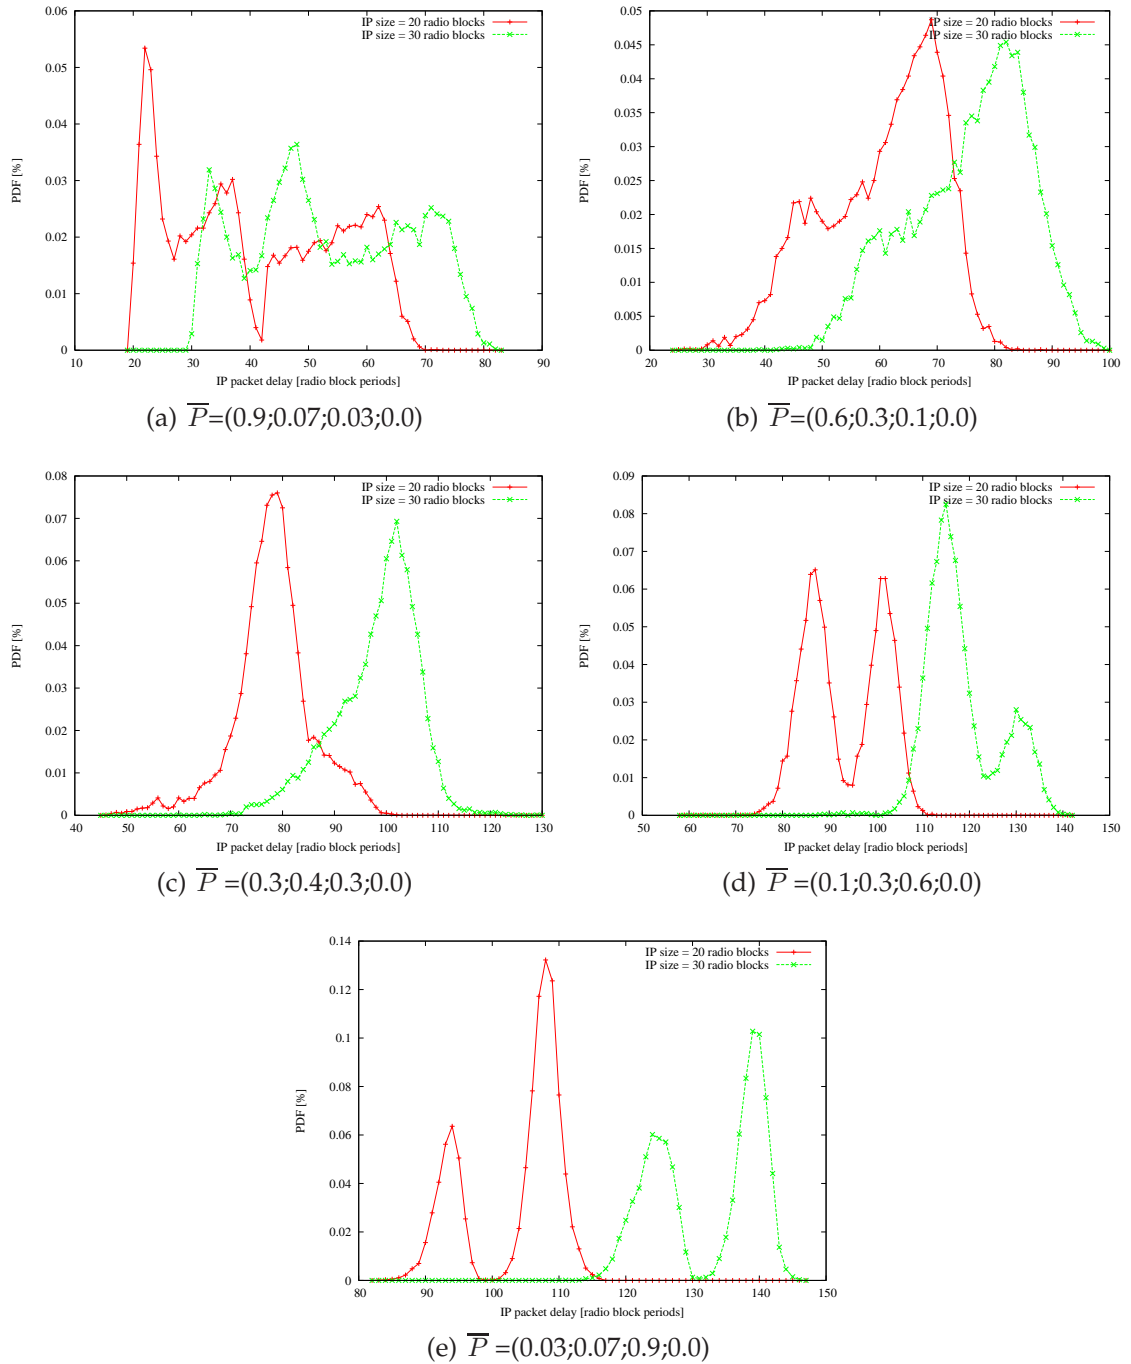 IP size = 20 radio blocks
IP size = 30 radio blocks
PDF [%]
0.06
0.05
0.04
0.03
0.02
0.01
0
10 20 30 40 50 60 70 80 90
IP packet delay [radio block periods]
(a) P=(0.9;0.07;0.03;0.0)
IP size = 20 radio blocks
IP size = 30 radio blocks
PDF [%]
0.05
0.045
0.04
0.035
0.03
0.025
0.02
0.015
0.01
0.005
0
20 30 40 50 60 70 80 90 100
IP packet delay [radio block periods]
(b) P=(0.6;0.3;0.1;0.0)
IP size = 20 radio blocks
IP size = 30 radio blocks
PDF [%]
0.08
0.07
0.06
0.05
0.04
0.03
0.02
0.01
0
40 50 60 70 80 90 100 110 120 130
IP packet delay [radio block periods]
(c) P =(0.3;0.4;0.3;0.0)
IP size = 20 radio blocks
IP size = 30 radio blocks
PDF [%]
0.09
0.08
0.07
0.06
0.05
0.04
0.03
0.02
0.01
0
50 60 70 80 90 100 110 120 130 140 150
IP packet delay [radio block periods]
(d) P =(0.1;0.3;0.6;0.0)
IP size = 20 radio blocks
IP size = 30 radio blocks
PDF [%]
0.14
0.12
0.1
0.08
0.06
0.04
0.02
0
80 90 100 110 120 130 140 150
IP packet delay [radio block periods]
(e) P =(0.03;0.07;0.9;0.0)